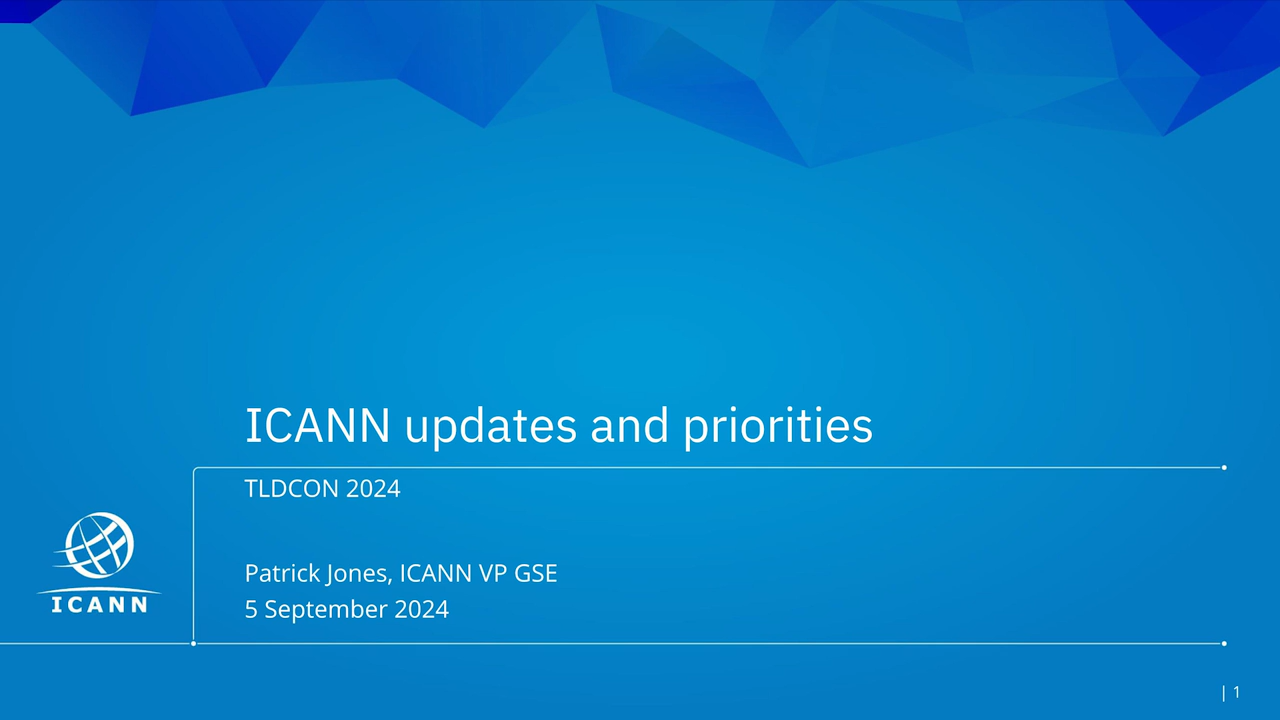 ICANN updates and priorities
TLDCON 2024
Patrick Jones, ICANN VP GSE
5 September 2024
ICANN
| 1